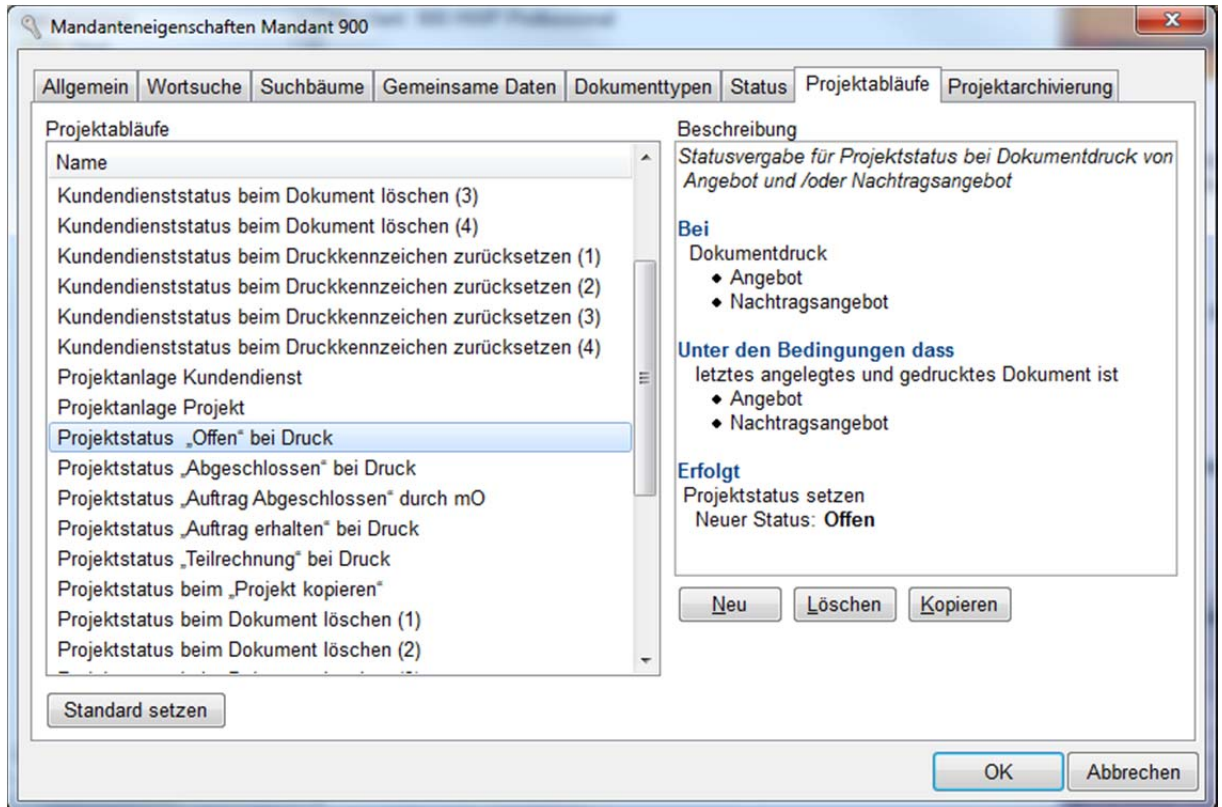 Mandanteneigenschaften Mandant 900
Allgemein Wortsuche Suchbäume Gemeinsame Daten Dokumenttypen Status Projektabläufe Projektarchivierung
Projektabläufe
Name
Kundendienststatus beim Dokument löschen (3)
Kundendienststatus beim Dokument löschen (4)
Kundendienststatus beim Druckkennzeichen zurücksetzen (1)
Kundendienststatus beim Druckkennzeichen zurücksetzen (2)
Kundendienststatus beim Druckkennzeichen zurücksetzen (3)
Kundendienststatus beim Druckkennzeichen zurücksetzen (4)
Projektanlage Kundendienst
Projektanlage Projekt
Projektstatus „Offen“ bei Druck
Projektstatus „Abgeschlossen“ bei Druck
Projektstatus „Auftrag Abgeschlossen“ durch mO
Projektstatus „Auftrag erhalten“ bei Druck
Projektstatus „Teilrechnung“ bei Druck
Projektstatus beim „Projekt kopieren“
Projektstatus beim Dokument löschen (1)
Projektstatus beim Dokument löschen (2)
Standard setzen
Beschreibung
Statusvergabe für Projektstatus bei Dokumentdruck von
Angebot und /oder Nachtragsangebot
Bei
Dokumentdruck
◆ Angebot
◆ Nachtragsangebot
Unter den Bedingungen dass
letztes angelegtes und gedrucktes Dokument ist
◆ Angebot
◆ Nachtragsangebot
Erfolgt
Projektstatus setzen
Neuer Status: Offen
Neu Löschen Kopieren
OK Abbrechen